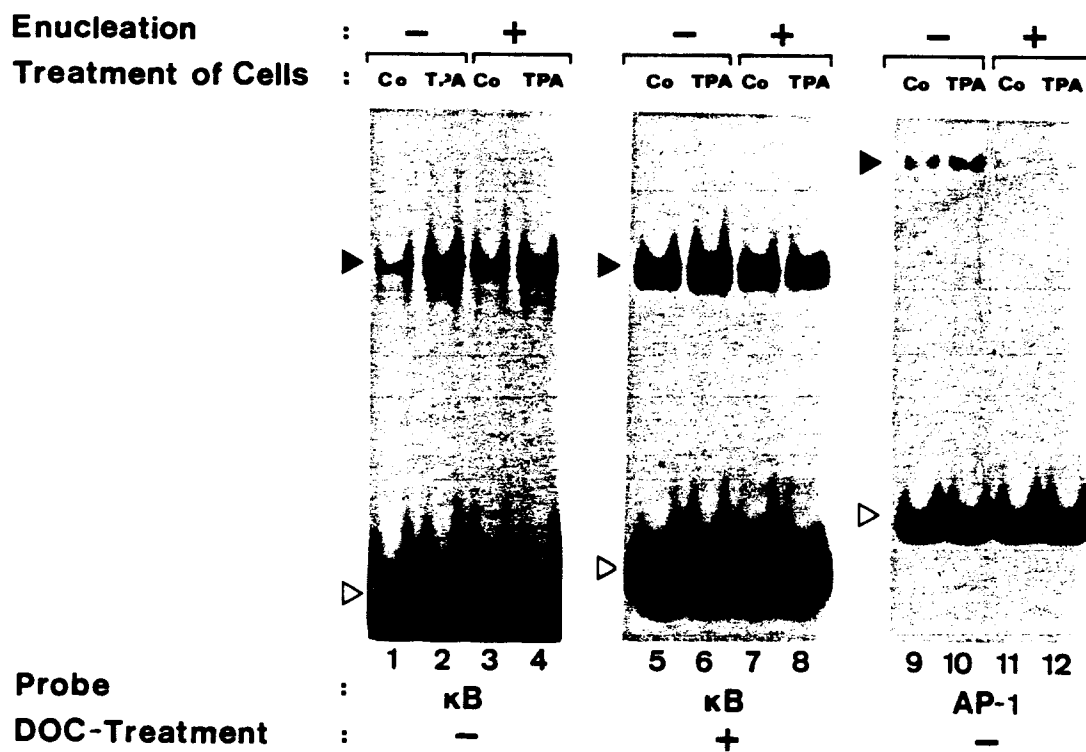 Enucleation : − + − + − +
Treatment of Cells : Co TPA Co TPA Co TPA Co TPA Co TPA Co TPA
1 2 3 4 5 6 7 8 9 10 11 12
Probe : κB κB AP-1
DOC-Treatment : − + −